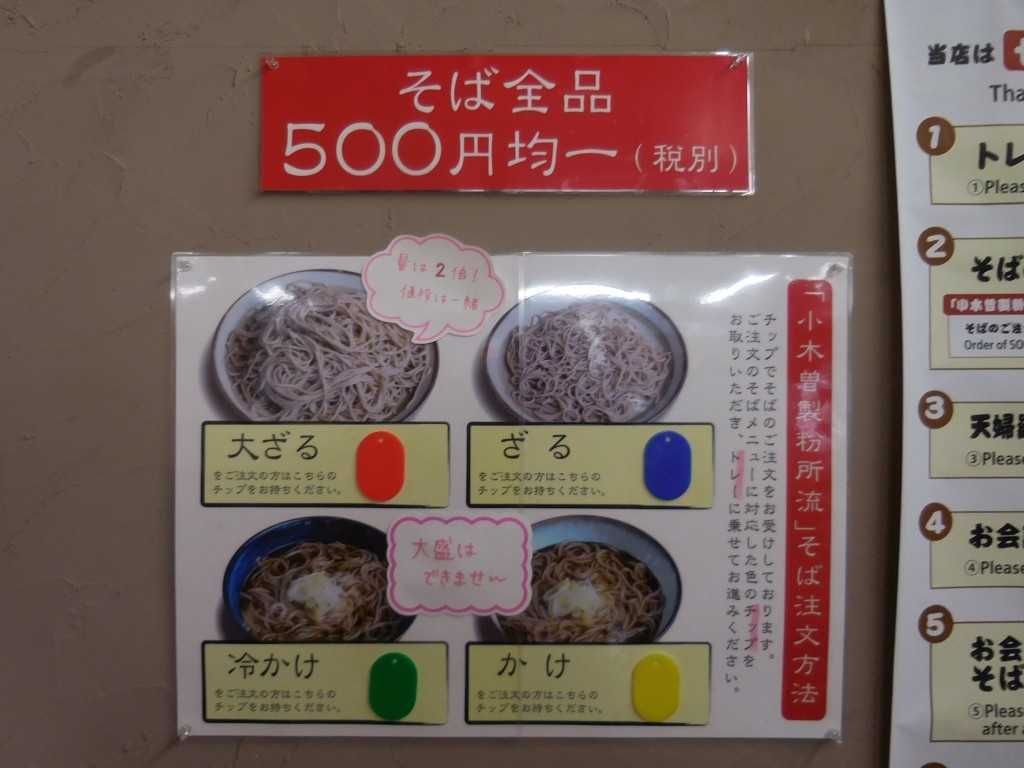 そば全品
500円均一(税別)
量は2倍!
値段は一緒
大ざる
をご注文の方はこちらの
チップをお持ちください。
ざる
をご注文の方はこちらの
チップをお持ちください。
大盛は
できません
冷かけ
をご注文の方はこちらの
チップをお持ちください。
かけ
をご注文の方はこちらの
チップをお持ちください。
「小木曽製粉所流」そば注文方法
チップでそばのご注文をお受けしております。
ご注文のそばメニューに対応した色のチップを
お取りいただき、トレーに乗せてお進みください。
当店は
Tha
1
トレ
①Pleas
2
そば
そばのご注
Order of 50
3
天婦
③Please
4
お会
④Please
5
お会
そば
⑤Please
after a